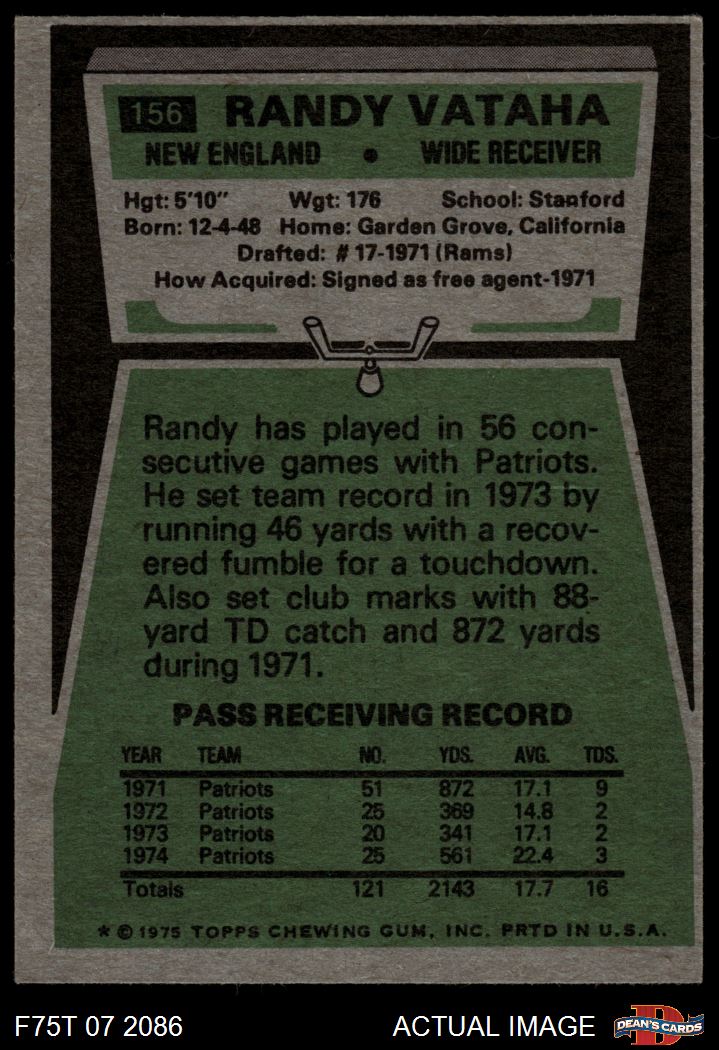 156 RANDY VATAHA
NEW ENGLAND • WIDE RECEIVER
Hgt: 5'10" Wgt: 176 School: Stanford
Born: 12-4-48 Home: Garden Grove, California
Drafted: # 17-1971 (Rams)
How Acquired: Signed as free agent-1971
Randy has played in 56 con-
secutive games with Patriots.
He set team record in 1973 by
running 46 yards with a recov-
ered fumble for a touchdown.
Also set club marks with 88-
yard TD catch and 872 yards
during 1971.
PASS RECEIVING RECORD
YEAR TEAM NO. YDS. AVG. TDS.
1971 Patriots 51 872 17.1 9
1972 Patriots 25 369 14.8 2
1973 Patriots 20 341 17.1 2
1974 Patriots 25 561 22.4 3
Totals 121 2143 17.7 16
* © 1975 TOPPS CHEWING GUM, INC. PRTD IN U.S.A.
F75T 07 2086 ACTUAL IMAGE D DEAN'S CARDS